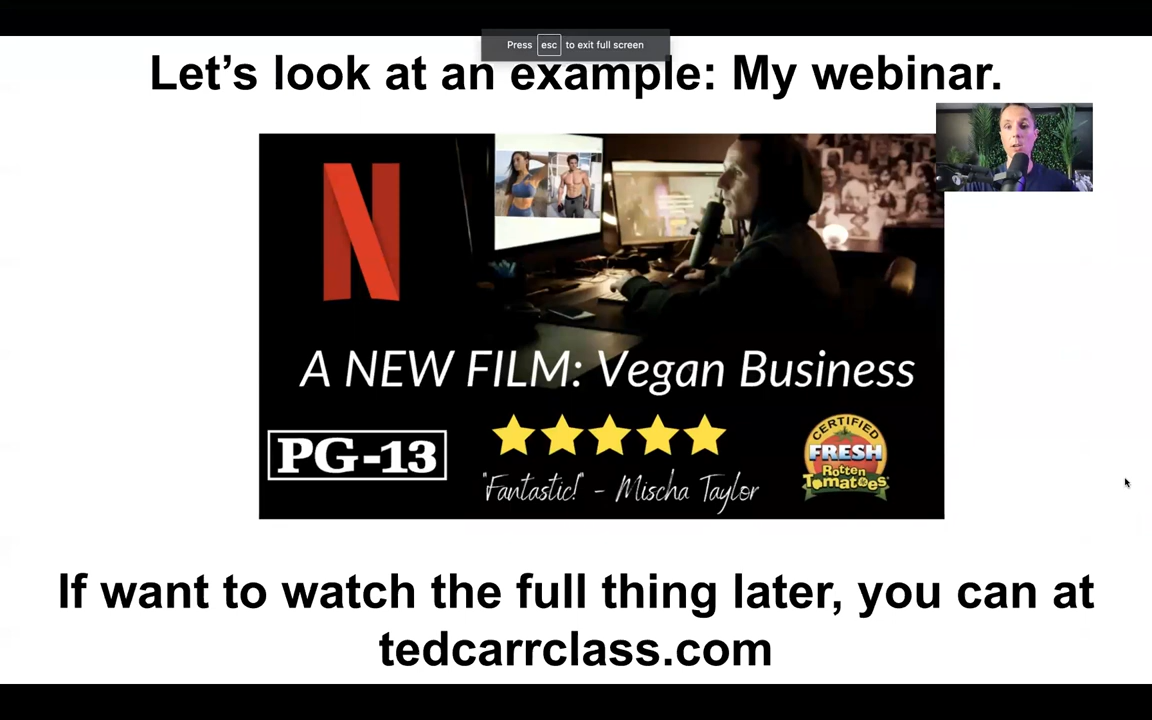 Press esc to exit full screen
Let's look at an example: My webinar.
N
A NEW FILM: Vegan Business
PG-13
"Fantastic!" - Mischa Taylor
CERTIFIED
FRESH
Rotten
Tomatoes
If want to watch the full thing later, you can at
tedcarrclass.com